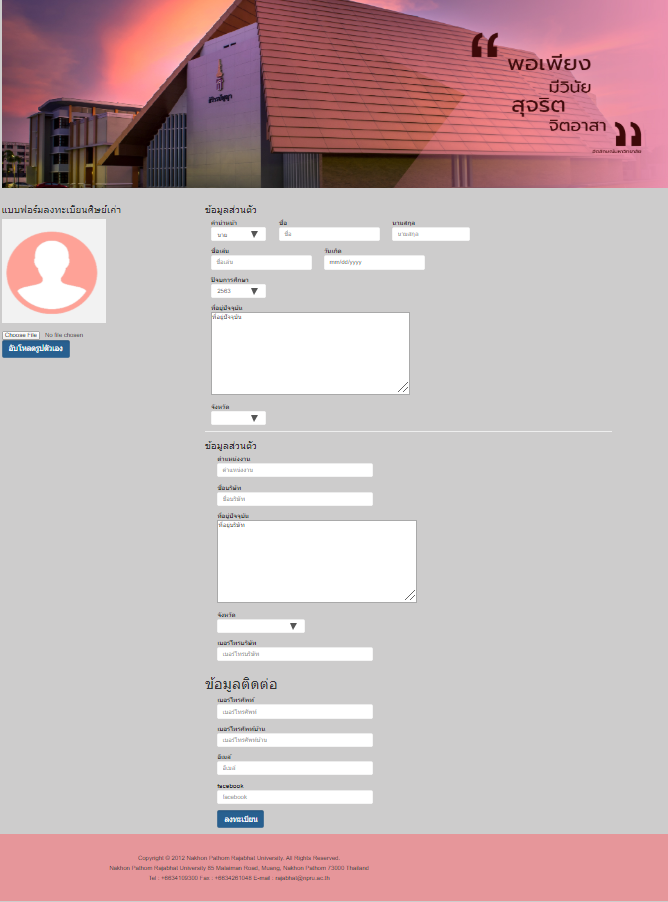 “ พอเพียง
มีวินัย
สุจริต
จิตอาสา ”
แบบฟอร์มลงทะเบียนศิษย์เก่า
Choose File No file chosen
อัปโหลดรูปตัวเอง
ข้อมูลส่วนตัว
คำนำหน้า ชื่อ นามสกุล
นาย ชื่อ นามสกุล
ชื่อเล่น วันเกิด
ชื่อเล่น mm/dd/yyyy
ปีจบการศึกษา
2563
ที่อยู่ปัจจุบัน
ที่อยู่ปัจจุบัน
จังหวัด
ข้อมูลส่วนตัว
ตำแหน่งงาน
ตำแหน่งงาน
ชื่อบริษัท
ชื่อบริษัท
ที่อยู่ปัจจุบัน
ที่อยู่บริษัท
จังหวัด
เบอร์โทรบริษัท
เบอร์โทรบริษัท
ข้อมูลติดต่อ
เบอร์โทรศัพท์
เบอร์โทรศัพท์
เบอร์โทรศัพท์บ้าน
เบอร์โทรศัพท์บ้าน
อีเมล์
อีเมล์
facebook
facebook
ลงทะเบียน
Copyright © 2012 Nakhon Pathom Rajabhat University. All Rights Reserved.
Nakhon Pathom Rajabhat University 85 Malaiman Road, Muang, Nakhon Pathom 73000 Thailand
Tel : +6634109300 Fax : +6634261048 E-mail : rajabhat@npru.ac.th